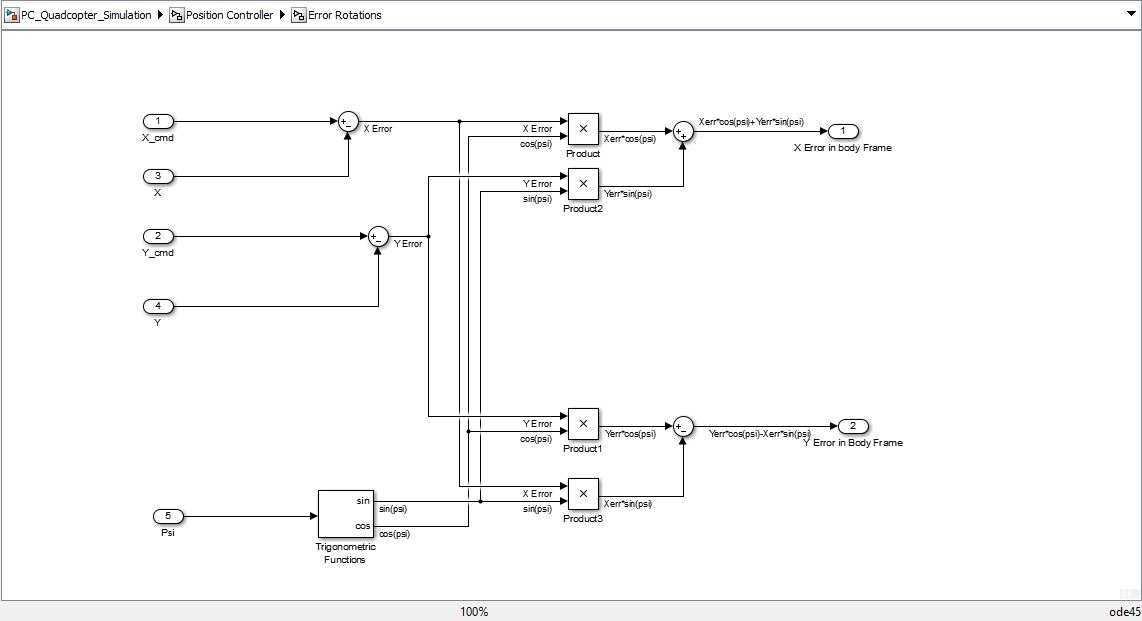 PC_Quadcopter_Simulation Position Controller Error Rotations
1
X_cmd
+
_
X Error
3
X
2
Y_cmd
+
_
Y Error
4
Y
5
Psi
sin
cos
Trigonometric
Functions
sin(psi)
cos(psi)
X Error
cos(psi)
×
Product
Xerr*cos(psi)
Y Error
sin(psi)
×
Product2
Yerr*sin(psi)
+
+
Xerr*cos(psi)+Yerr*sin(psi)
1
X Error in body Frame
Y Error
cos(psi)
×
Product1
Yerr*cos(psi)
X Error
sin(psi)
×
Product3
Xerr*sin(psi)
+
_
Yerr*cos(psi)-Xerr*sin(psi)
2
Y Error in Body Frame
100% ode45